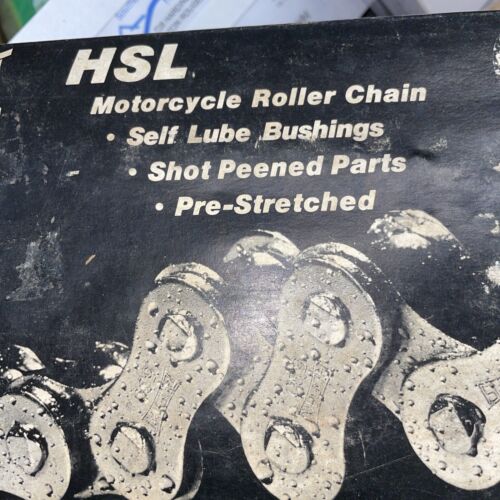 HSL
Motorcycle Roller Chain
• Self Lube Bushings
• Shot Peened Parts
• Pre-Stretched